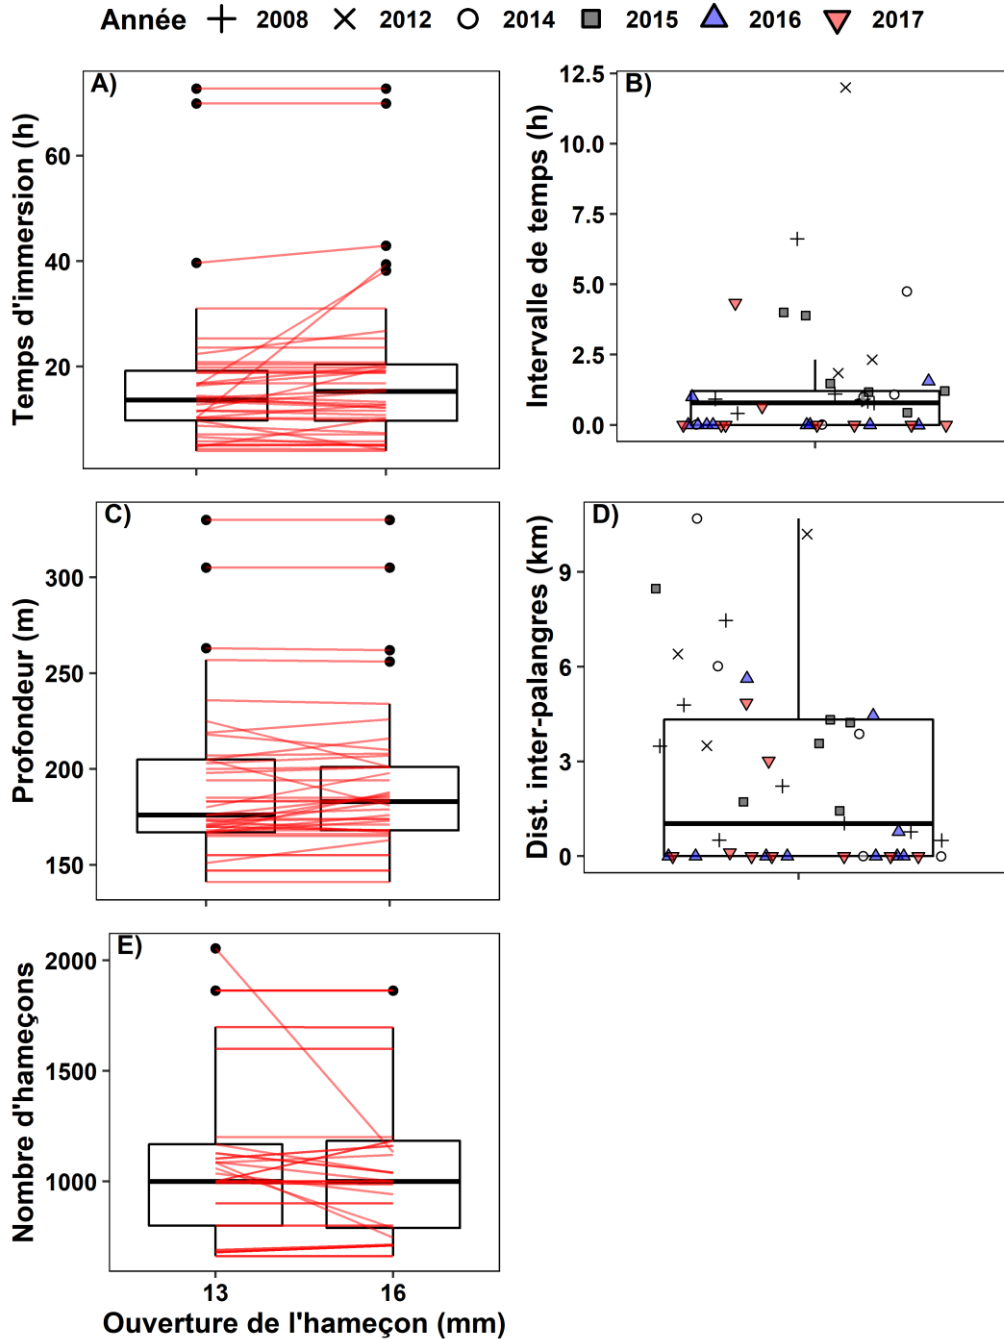 Année 2008 2012 2014 2015 2016 2017
A)
Temps d'immersion (h)
60
40
20
B)
Intervalle de temps (h)
12.5
10.0
7.5
5.0
2.5
0.0
C)
Profondeur (m)
300
250
200
150
D)
Dist. inter-palangres (km)
9
6
3
0
E)
Nombre d'hameçons
2000
1500
1000
13 16
Ouverture de l'hameçon (mm)